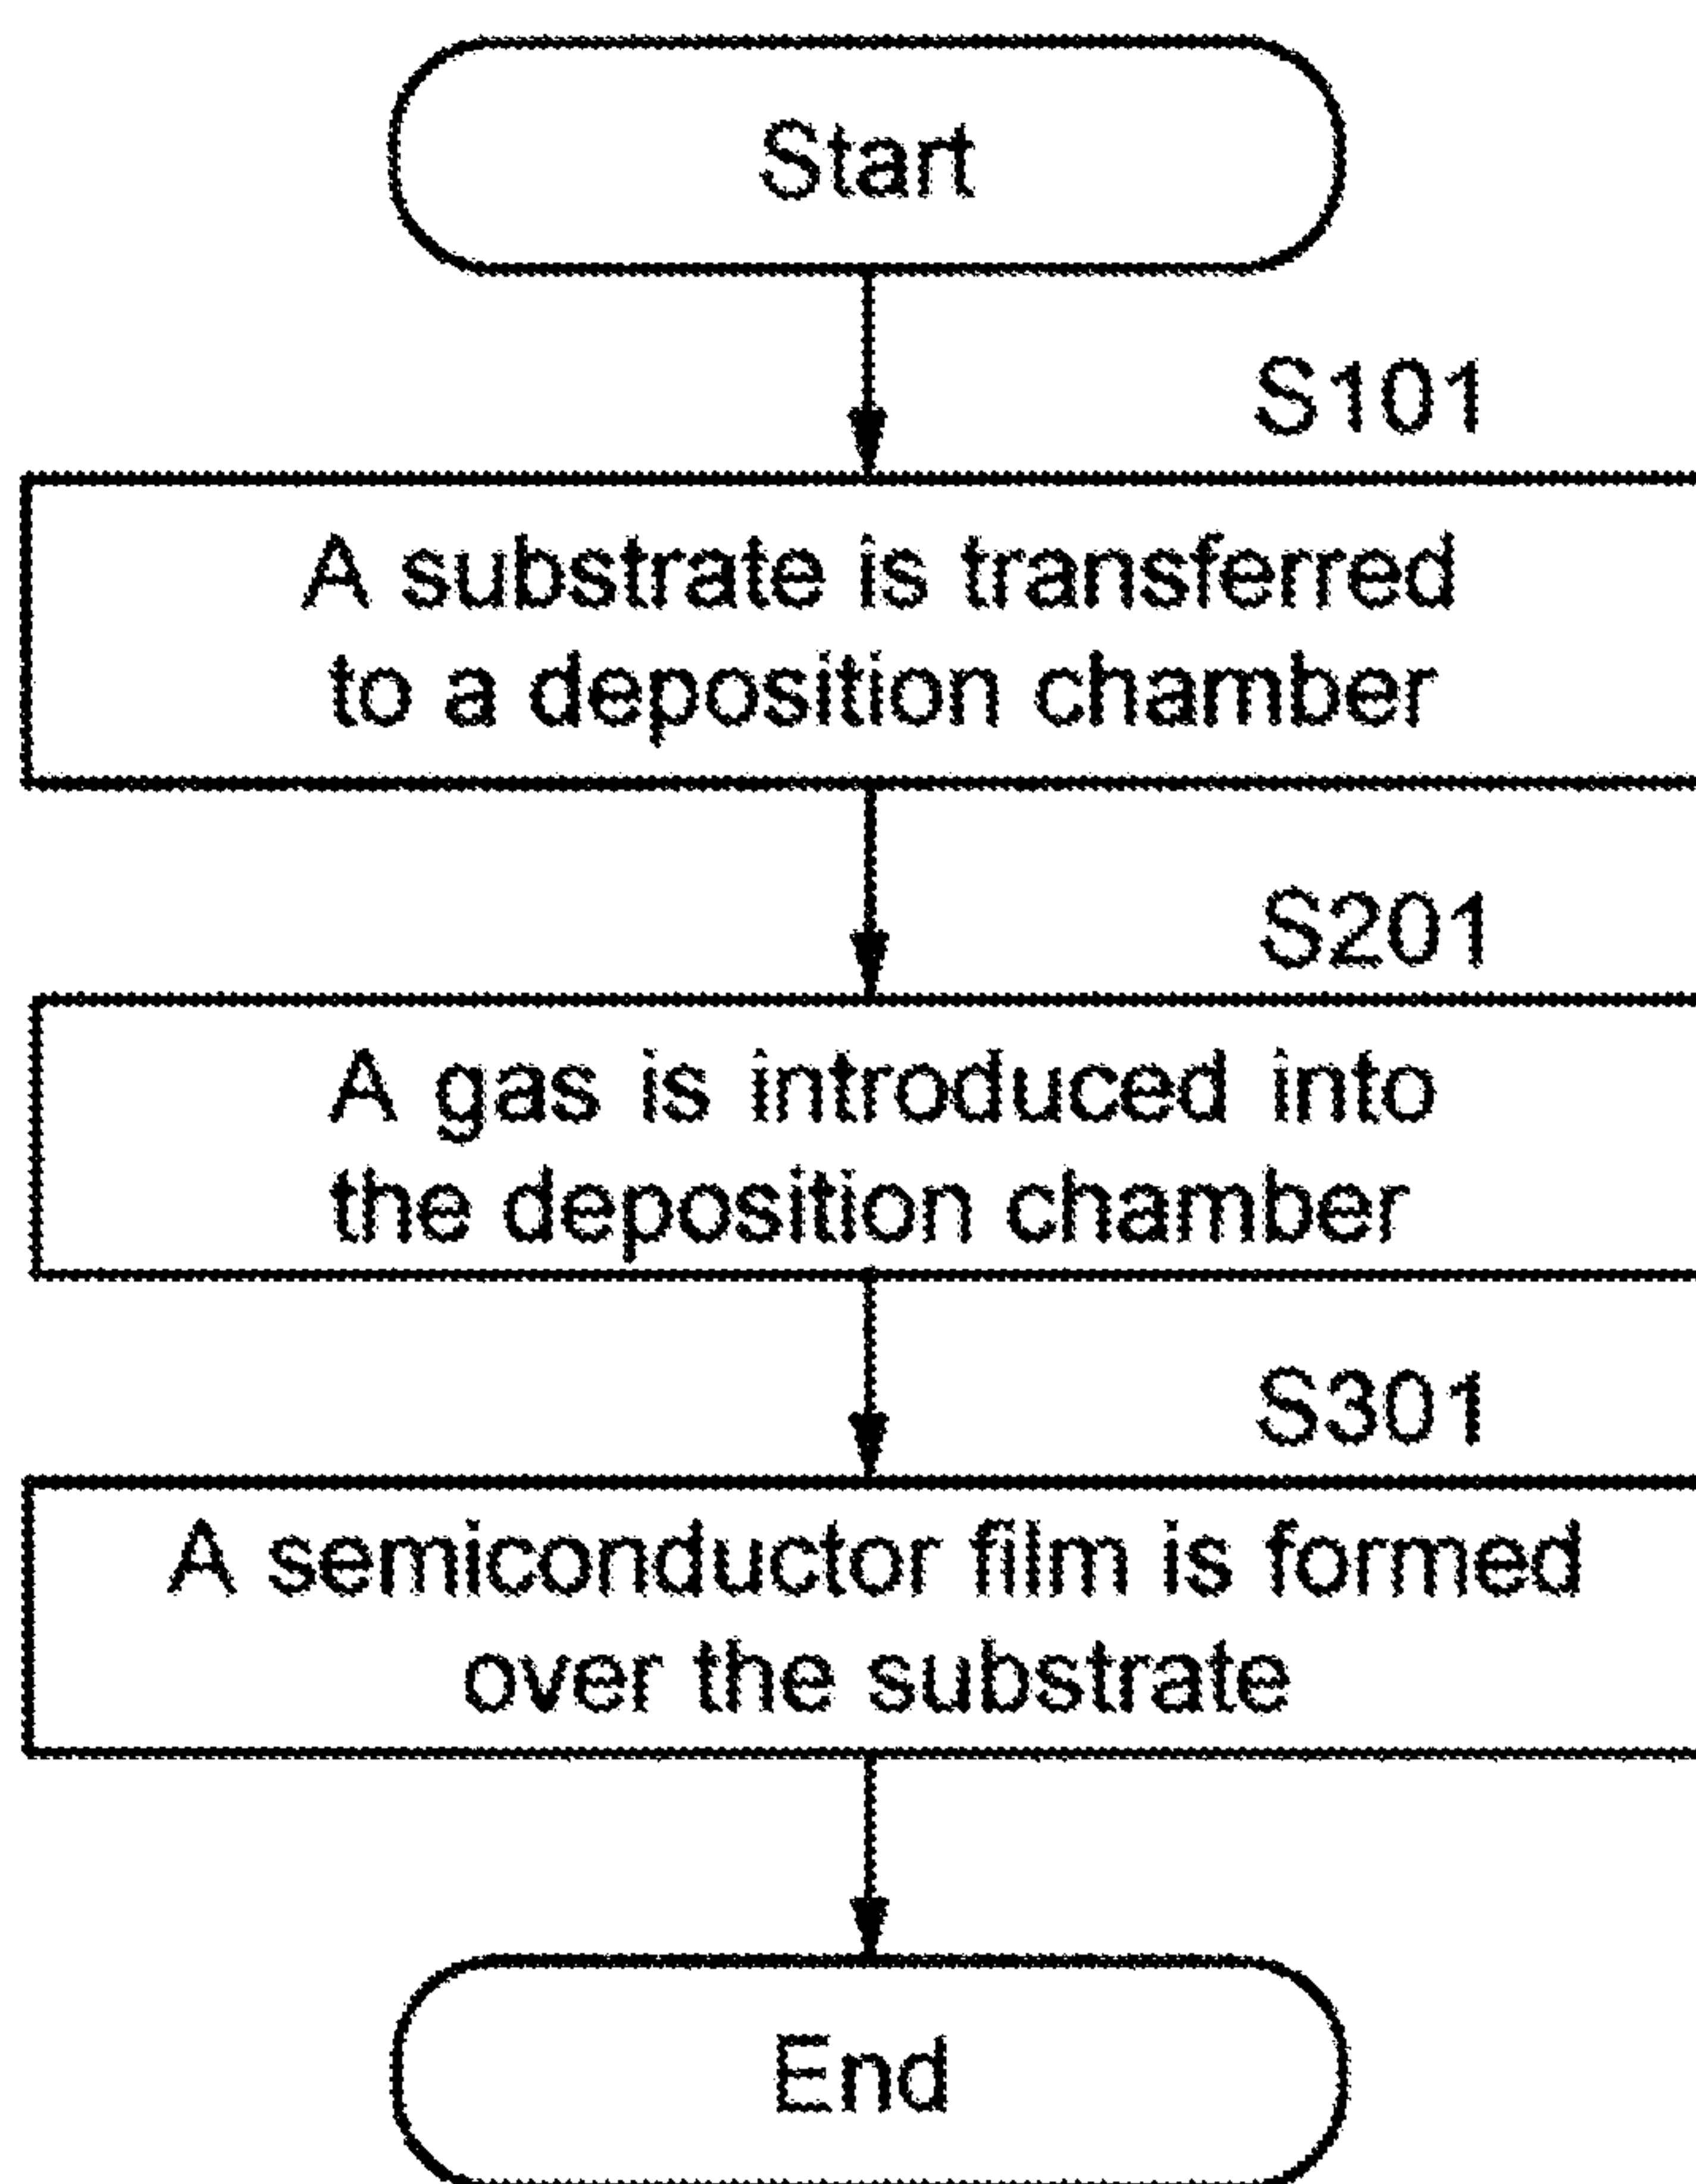 Start
S101
A substrate is transferred
to a deposition chamber
S201
A gas is introduced into
the deposition chamber
S301
A semiconductor film is formed
over the substrate
End